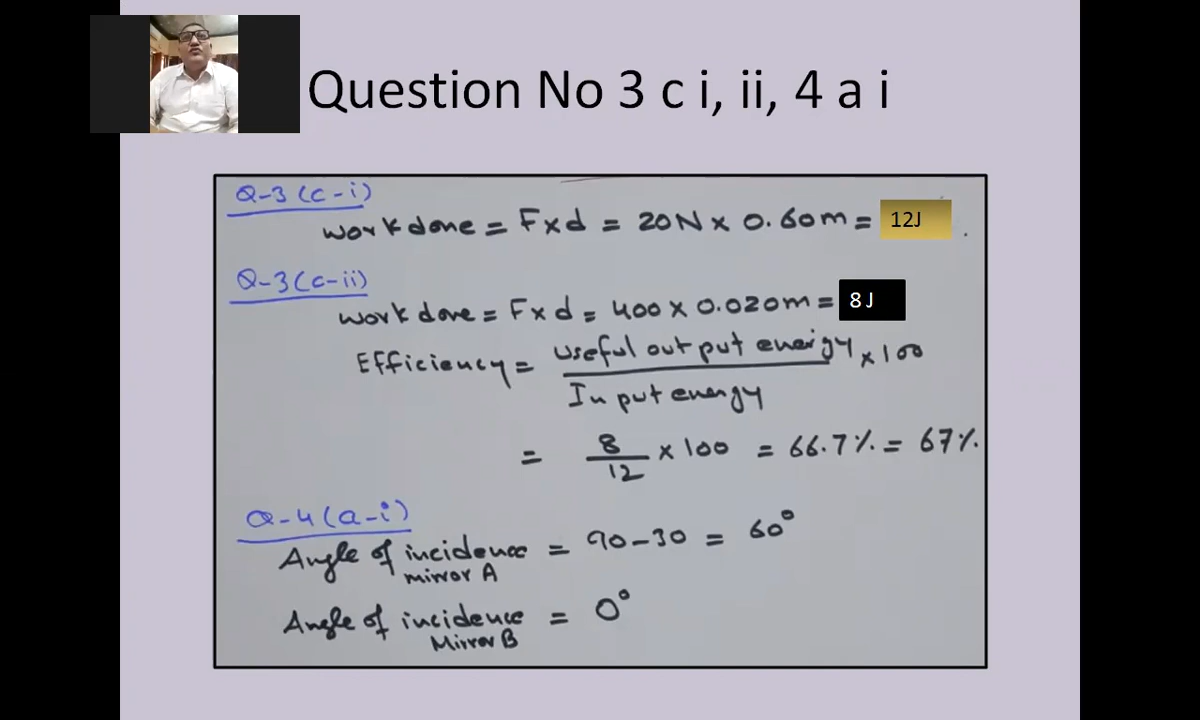 Question No 3 c i, ii, 4 a i
Q-3 (c-i)
Work done = F x d = 20N x 0.60m = 12J
Q-3 (c-ii)
Work done = F x d = 400 x 0.020m = 8 J
Efficiency = Useful out put energy x 100
In put energy
= 8/12 x 100 = 66.7% = 67%
Q-4 (a-i)
Angle of incidence = 90-30 = 60°
mirror A
Angle of incidence = 0°
Mirror B